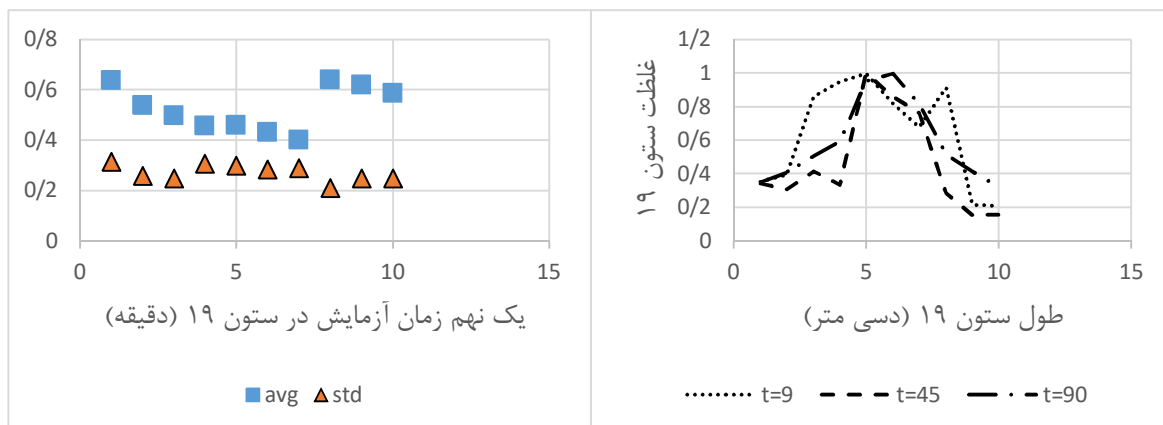 0/8
0/6
0/4
0/2
0
0 5 10 15
یک نهم زمان آزمایش در ستون ۱۹ (دقیقه)
avg std
غلظت ستون ۱۹
1/2
1
0/8
0/6
0/4
0/2
0
0 5 10 15
طول ستون ۱۹ (دسی متر)
t=9 t=45 t=90